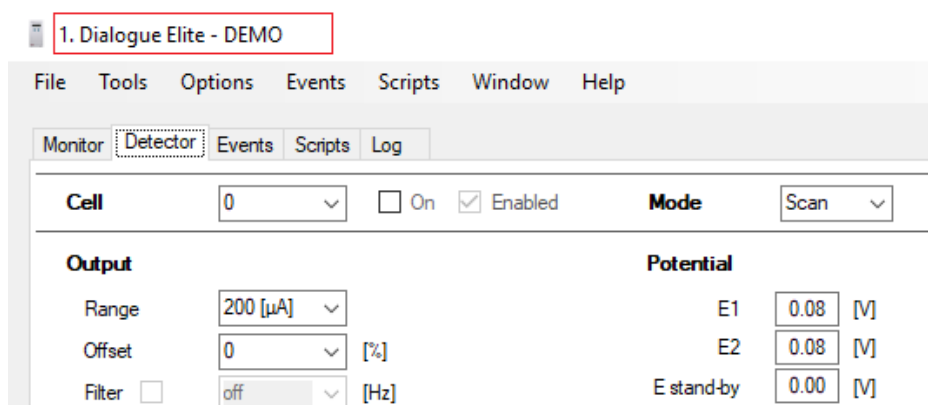 1. Dialogue Elite - DEMO
File Tools Options Events Scripts Window Help
Monitor Detector Events Scripts Log
Cell 0 On Enabled Mode Scan
Output Potential
Range 200 [µA] E1 0.08 [V]
Offset 0 [%] E2 0.08 [V]
Filter off [Hz] E stand-by 0.00 [V]